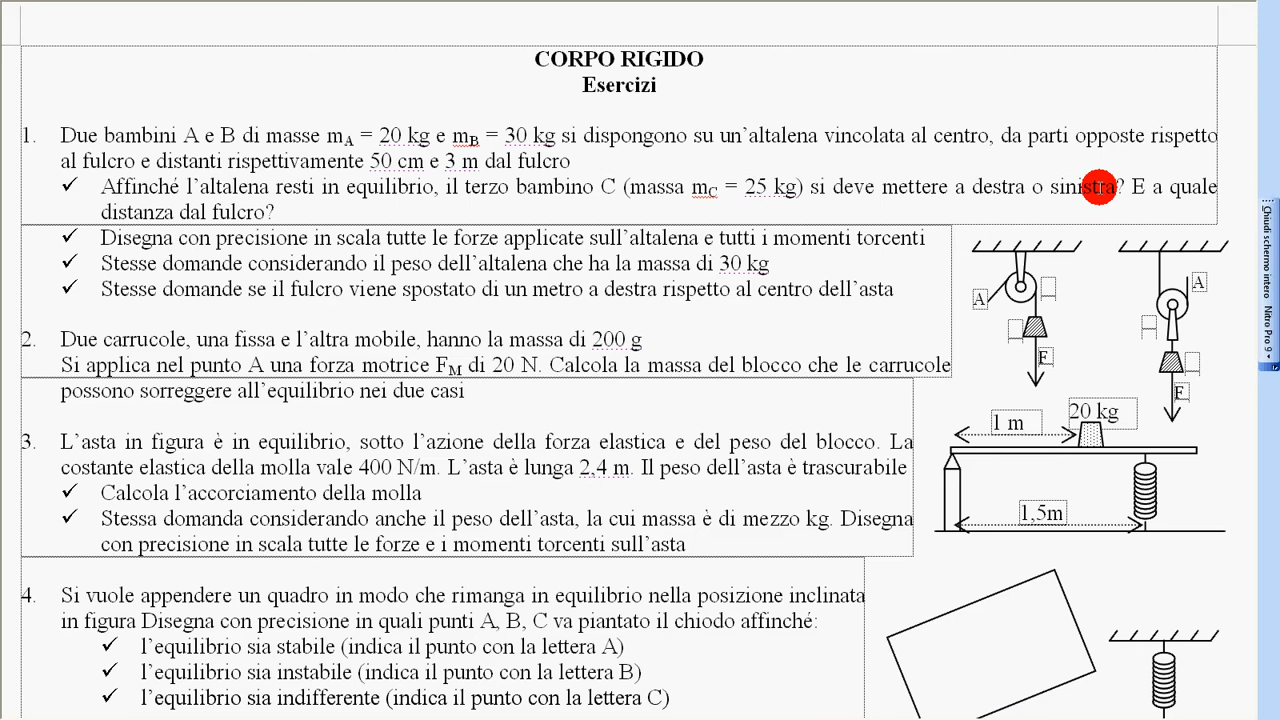 CORPO RIGIDO
Esercizi
1. Due bambini A e B di masse mA = 20 kg e mB = 30 kg si dispongono su un'altalena vincolata al centro, da parti opposte rispetto
al fulcro e distanti rispettivamente 50 cm e 3 m dal fulcro
✓ Affinché l'altalena resti in equilibrio, il terzo bambino C (massa mC = 25 kg) si deve mettere a destra o sinistra? E a quale
distanza dal fulcro?
✓ Disegna con precisione in scala tutte le forze applicate sull'altalena e tutti i momenti torcenti
✓ Stesse domande considerando il peso dell'altalena che ha la massa di 30 kg
✓ Stesse domande se il fulcro viene spostato di un metro a destra rispetto al centro dell'asta
2. Due carrucole, una fissa e l'altra mobile, hanno la massa di 200 g
Si applica nel punto A una forza motrice FM di 20 N. Calcola la massa del blocco che le carrucole
possono sorreggere all'equilibrio nei due casi
A
F
A
F
3. L'asta in figura è in equilibrio, sotto l'azione della forza elastica e del peso del blocco. La
costante elastica della molla vale 400 N/m. L'asta è lunga 2,4 m. Il peso dell'asta è trascurabile
✓ Calcola l'accorciamento della molla
✓ Stessa domanda considerando anche il peso dell'asta, la cui massa è di mezzo kg. Disegna
con precisione in scala tutte le forze e i momenti torcenti sull'asta
1 m
20 kg
1,5m
4. Si vuole appendere un quadro in modo che rimanga in equilibrio nella posizione inclinata
in figura Disegna con precisione in quali punti A, B, C va piantato il chiodo affinché:
✓ l'equilibrio sia stabile (indica il punto con la lettera A)
✓ l'equilibrio sia instabile (indica il punto con la lettera B)
✓ l'equilibrio sia indifferente (indica il punto con la lettera C)
Chiudi schermo intero
Nitro Pro 9